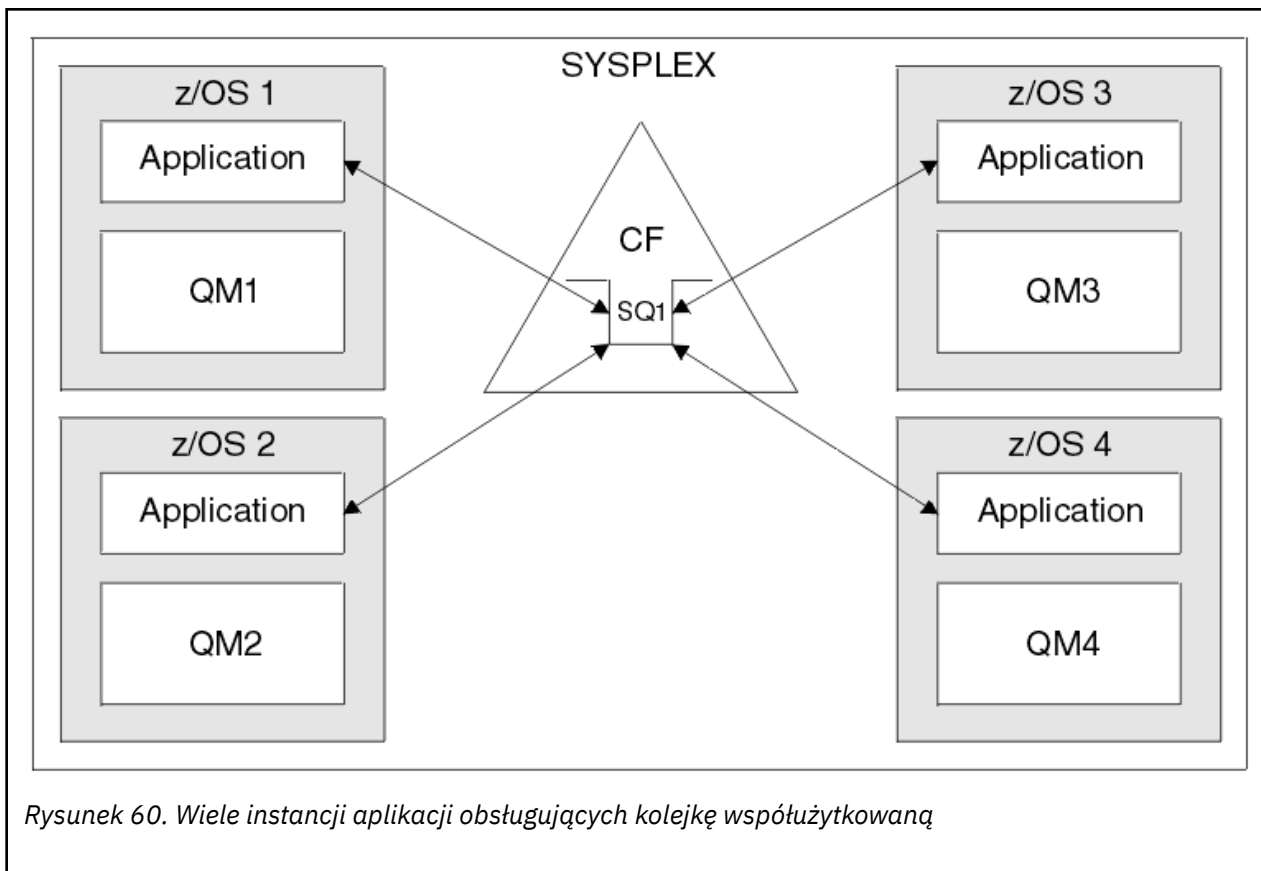 SYSPLEX
z/OS 1
Application
QM1
z/OS 2
Application
QM2
CF
SQ1
z/OS 3
Application
QM3
z/OS 4
Application
QM4
Rysunek 60. Wiele instancji aplikacji obsługujących kolejkę współużytkowaną